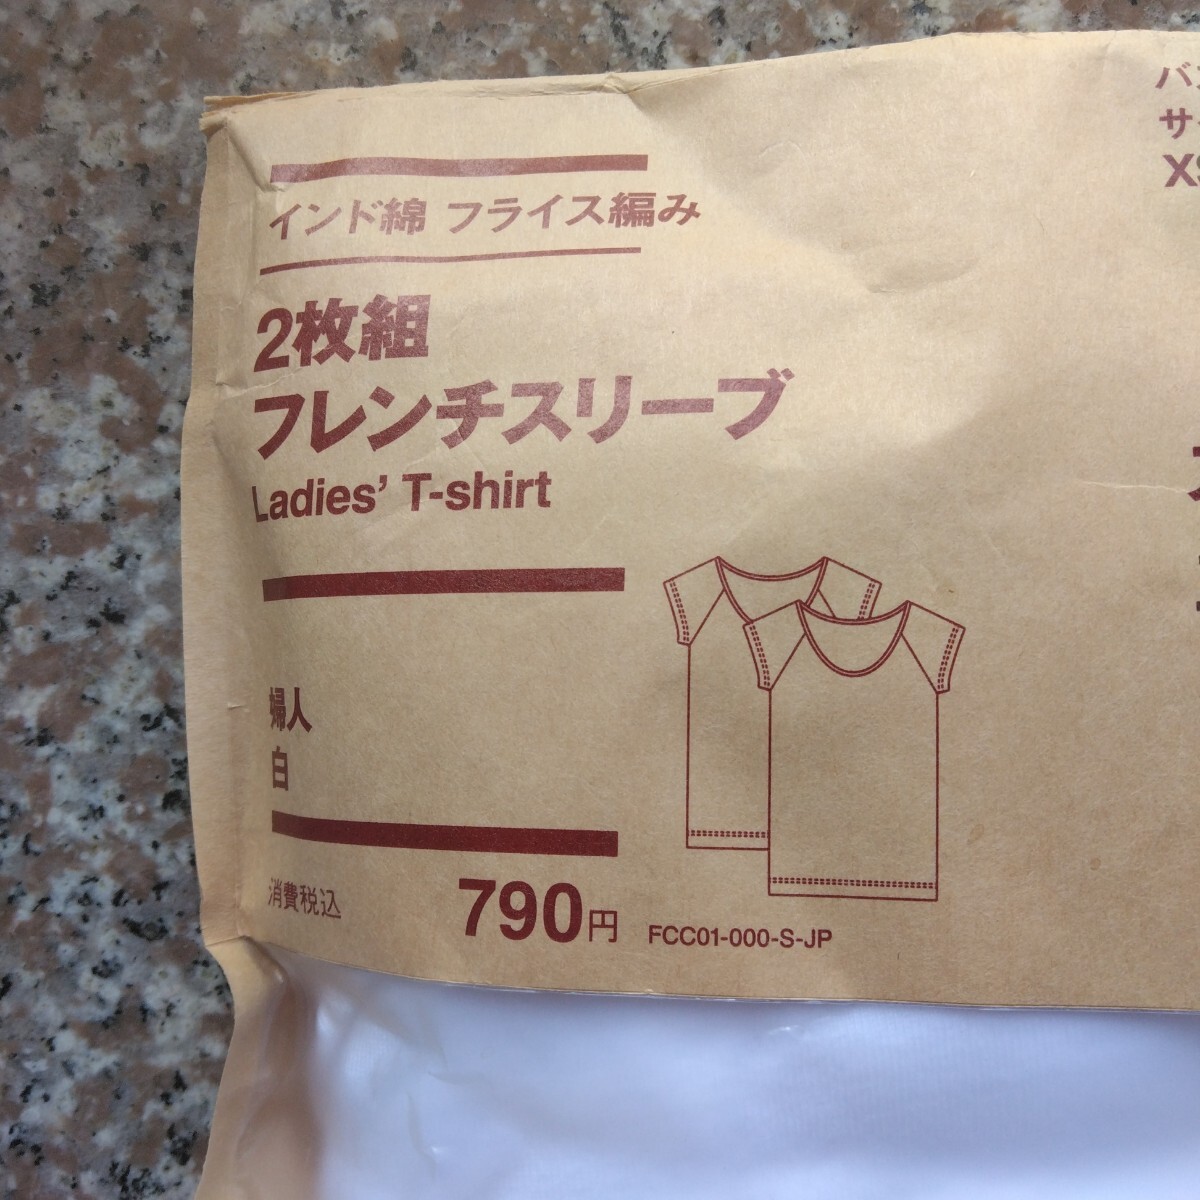 インド綿 フライス編み
2枚組
フレンチスリーブ
Ladies' T-shirt
婦人
白
消費税込
790円
FCC01-000-S-JP